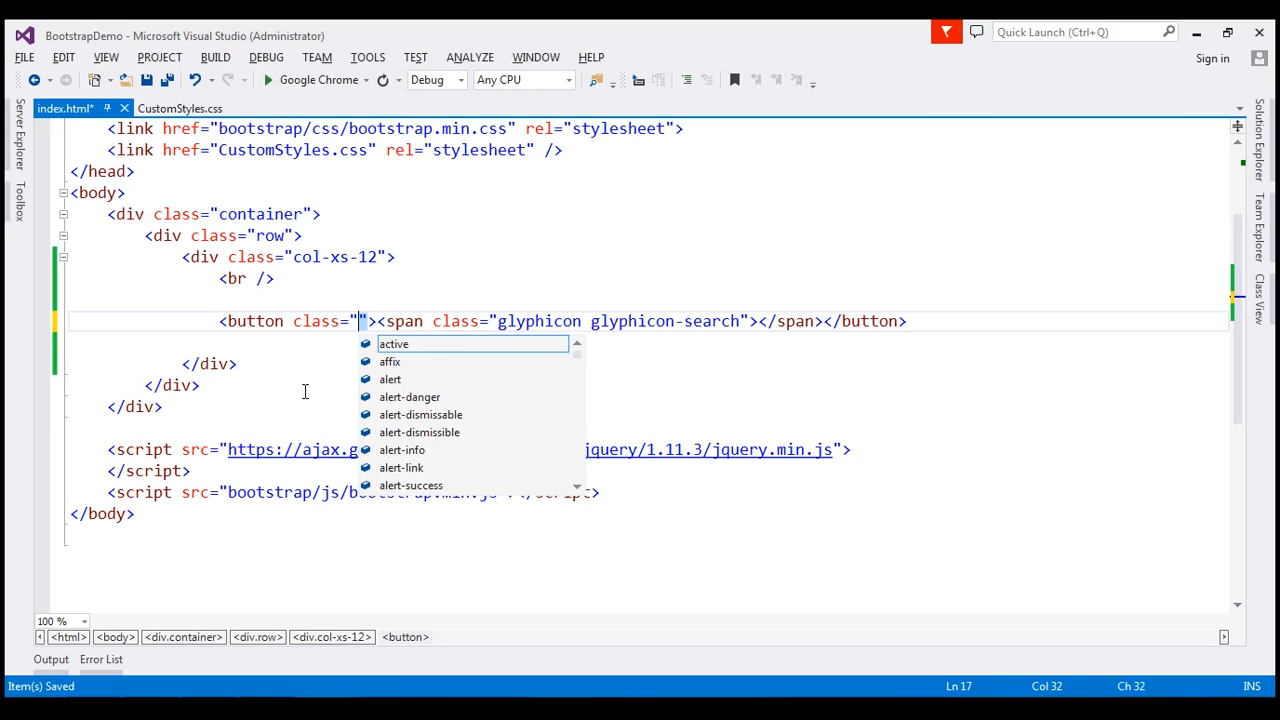 BootstrapDemo - Microsoft Visual Studio (Administrator)
Quick Launch (Ctrl+Q)
FILE EDIT VIEW PROJECT BUILD DEBUG TEAM TOOLS TEST ANALYZE WINDOW HELP
Sign in
Google Chrome Debug Any CPU
index.html* CustomStyles.css
Server Explorer
Toolbox
Solution Explorer
Team Explorer
Class View
<link href="bootstrap/css/bootstrap.min.css" rel="stylesheet">
<link href="CustomStyles.css" rel="stylesheet" />
</head>
<body>
<div class="container">
<div class="row">
<div class="col-xs-12">
<br />
<button class=""><span class="glyphicon glyphicon-search"></span></button>
active
affix
alert
alert-danger
alert-dismissable
alert-dismissible
alert-info
alert-link
alert-success
</div>
</div>
</div>
<script src="https://ajax.g jquery/1.11.3/jquery.min.js">
</script>
<script src="bootstrap/js/bootstrap.min.js"></script>
</body>
100 %
<html> <body> <div.container> <div.row> <div.col-xs-12> <button>
Output Error List
Item(s) Saved Ln 17 Col 32 Ch 32 INS